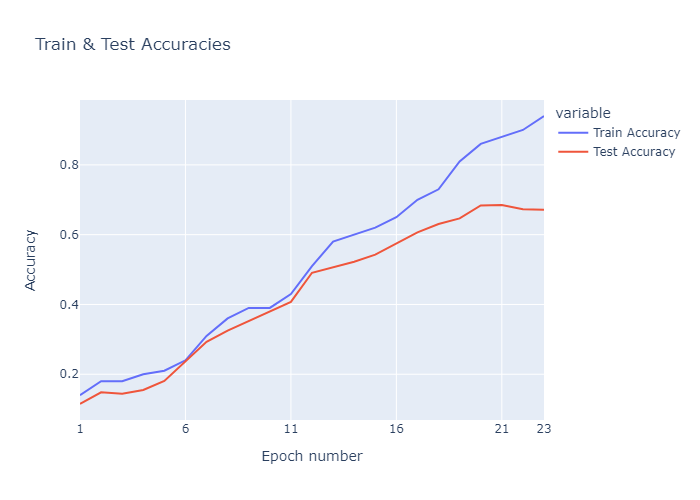 Train & Test Accuracies
variable
Train Accuracy
Test Accuracy
Accuracy
0.8
0.6
0.4
0.2
1 6 11 16 21 23
Epoch number